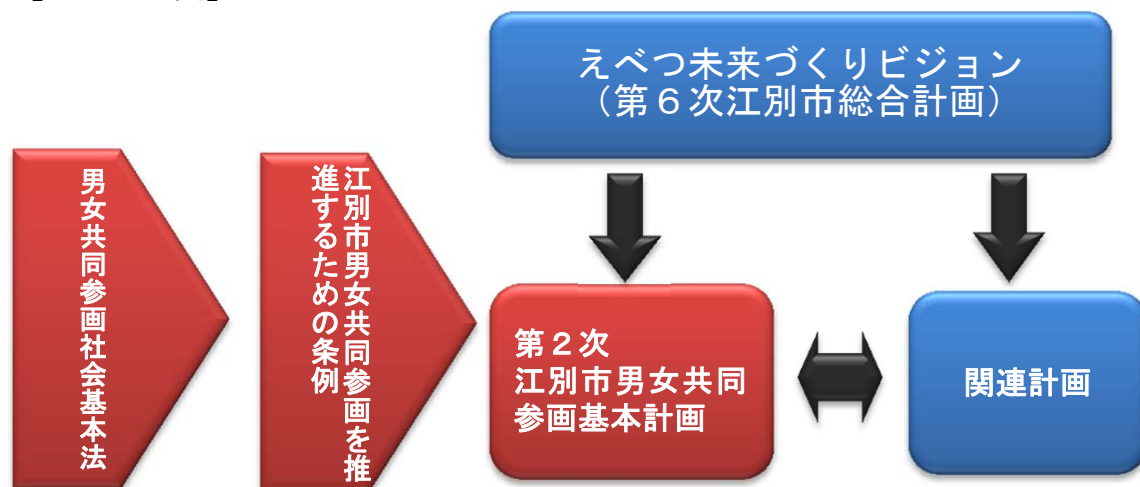 えべつ未来づくりビジョン
（第６次江別市総合計画）
男女共同参画社会基本法
江別市男女共同参画を推
進するための条例
第２次
江別市男女共同
参画基本計画
関連計画